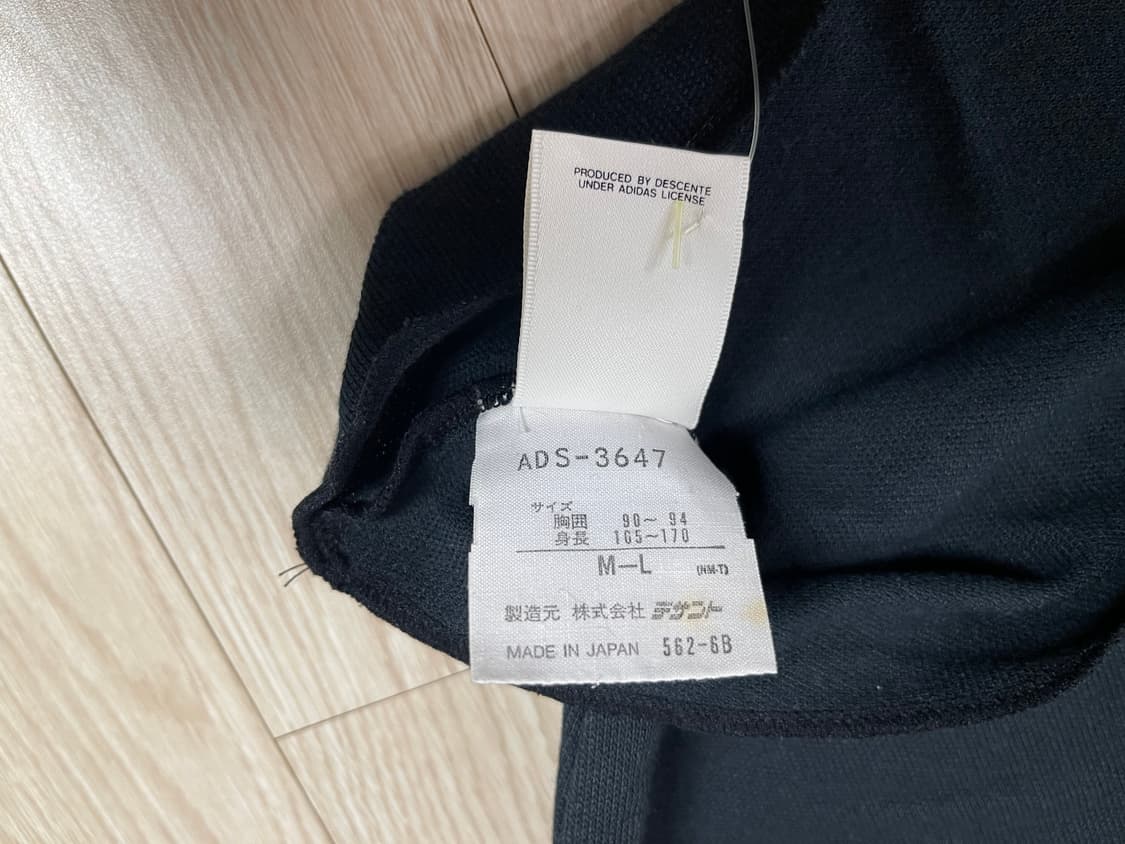 PRODUCED BY DESCENTE
UNDER ADIDAS LICENSE
ADS-3647
サイズ
胸囲 90～ 94
身長 165～170
M－L (NM-T)
製造元 株式会社 デサント
MADE IN JAPAN 562-6B